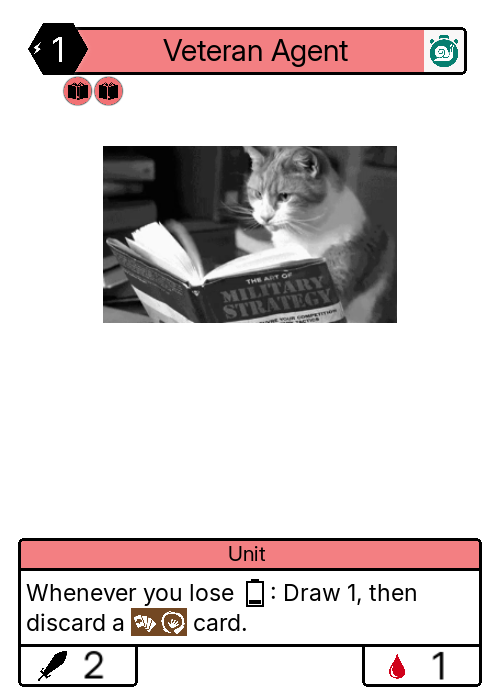 1
Veteran Agent
THE ART OF
MILITARY
STRATEGY
Unit
Whenever you lose : Draw 1, then
discard a card.
2
1